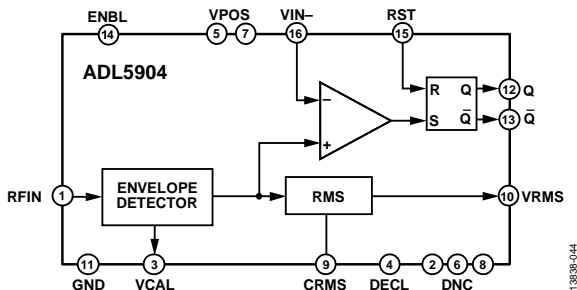 ENBL VPOS VIN– RST
14 5 7 16 15
ADL5904
R Q 12 Q
– S Q̅ 13 Q̅
+
RFIN 1 ENVELOPE
DETECTOR RMS 10 VRMS
11 3 9 4 2 6 8
GND VCAL CRMS DECL DNC
13838-044